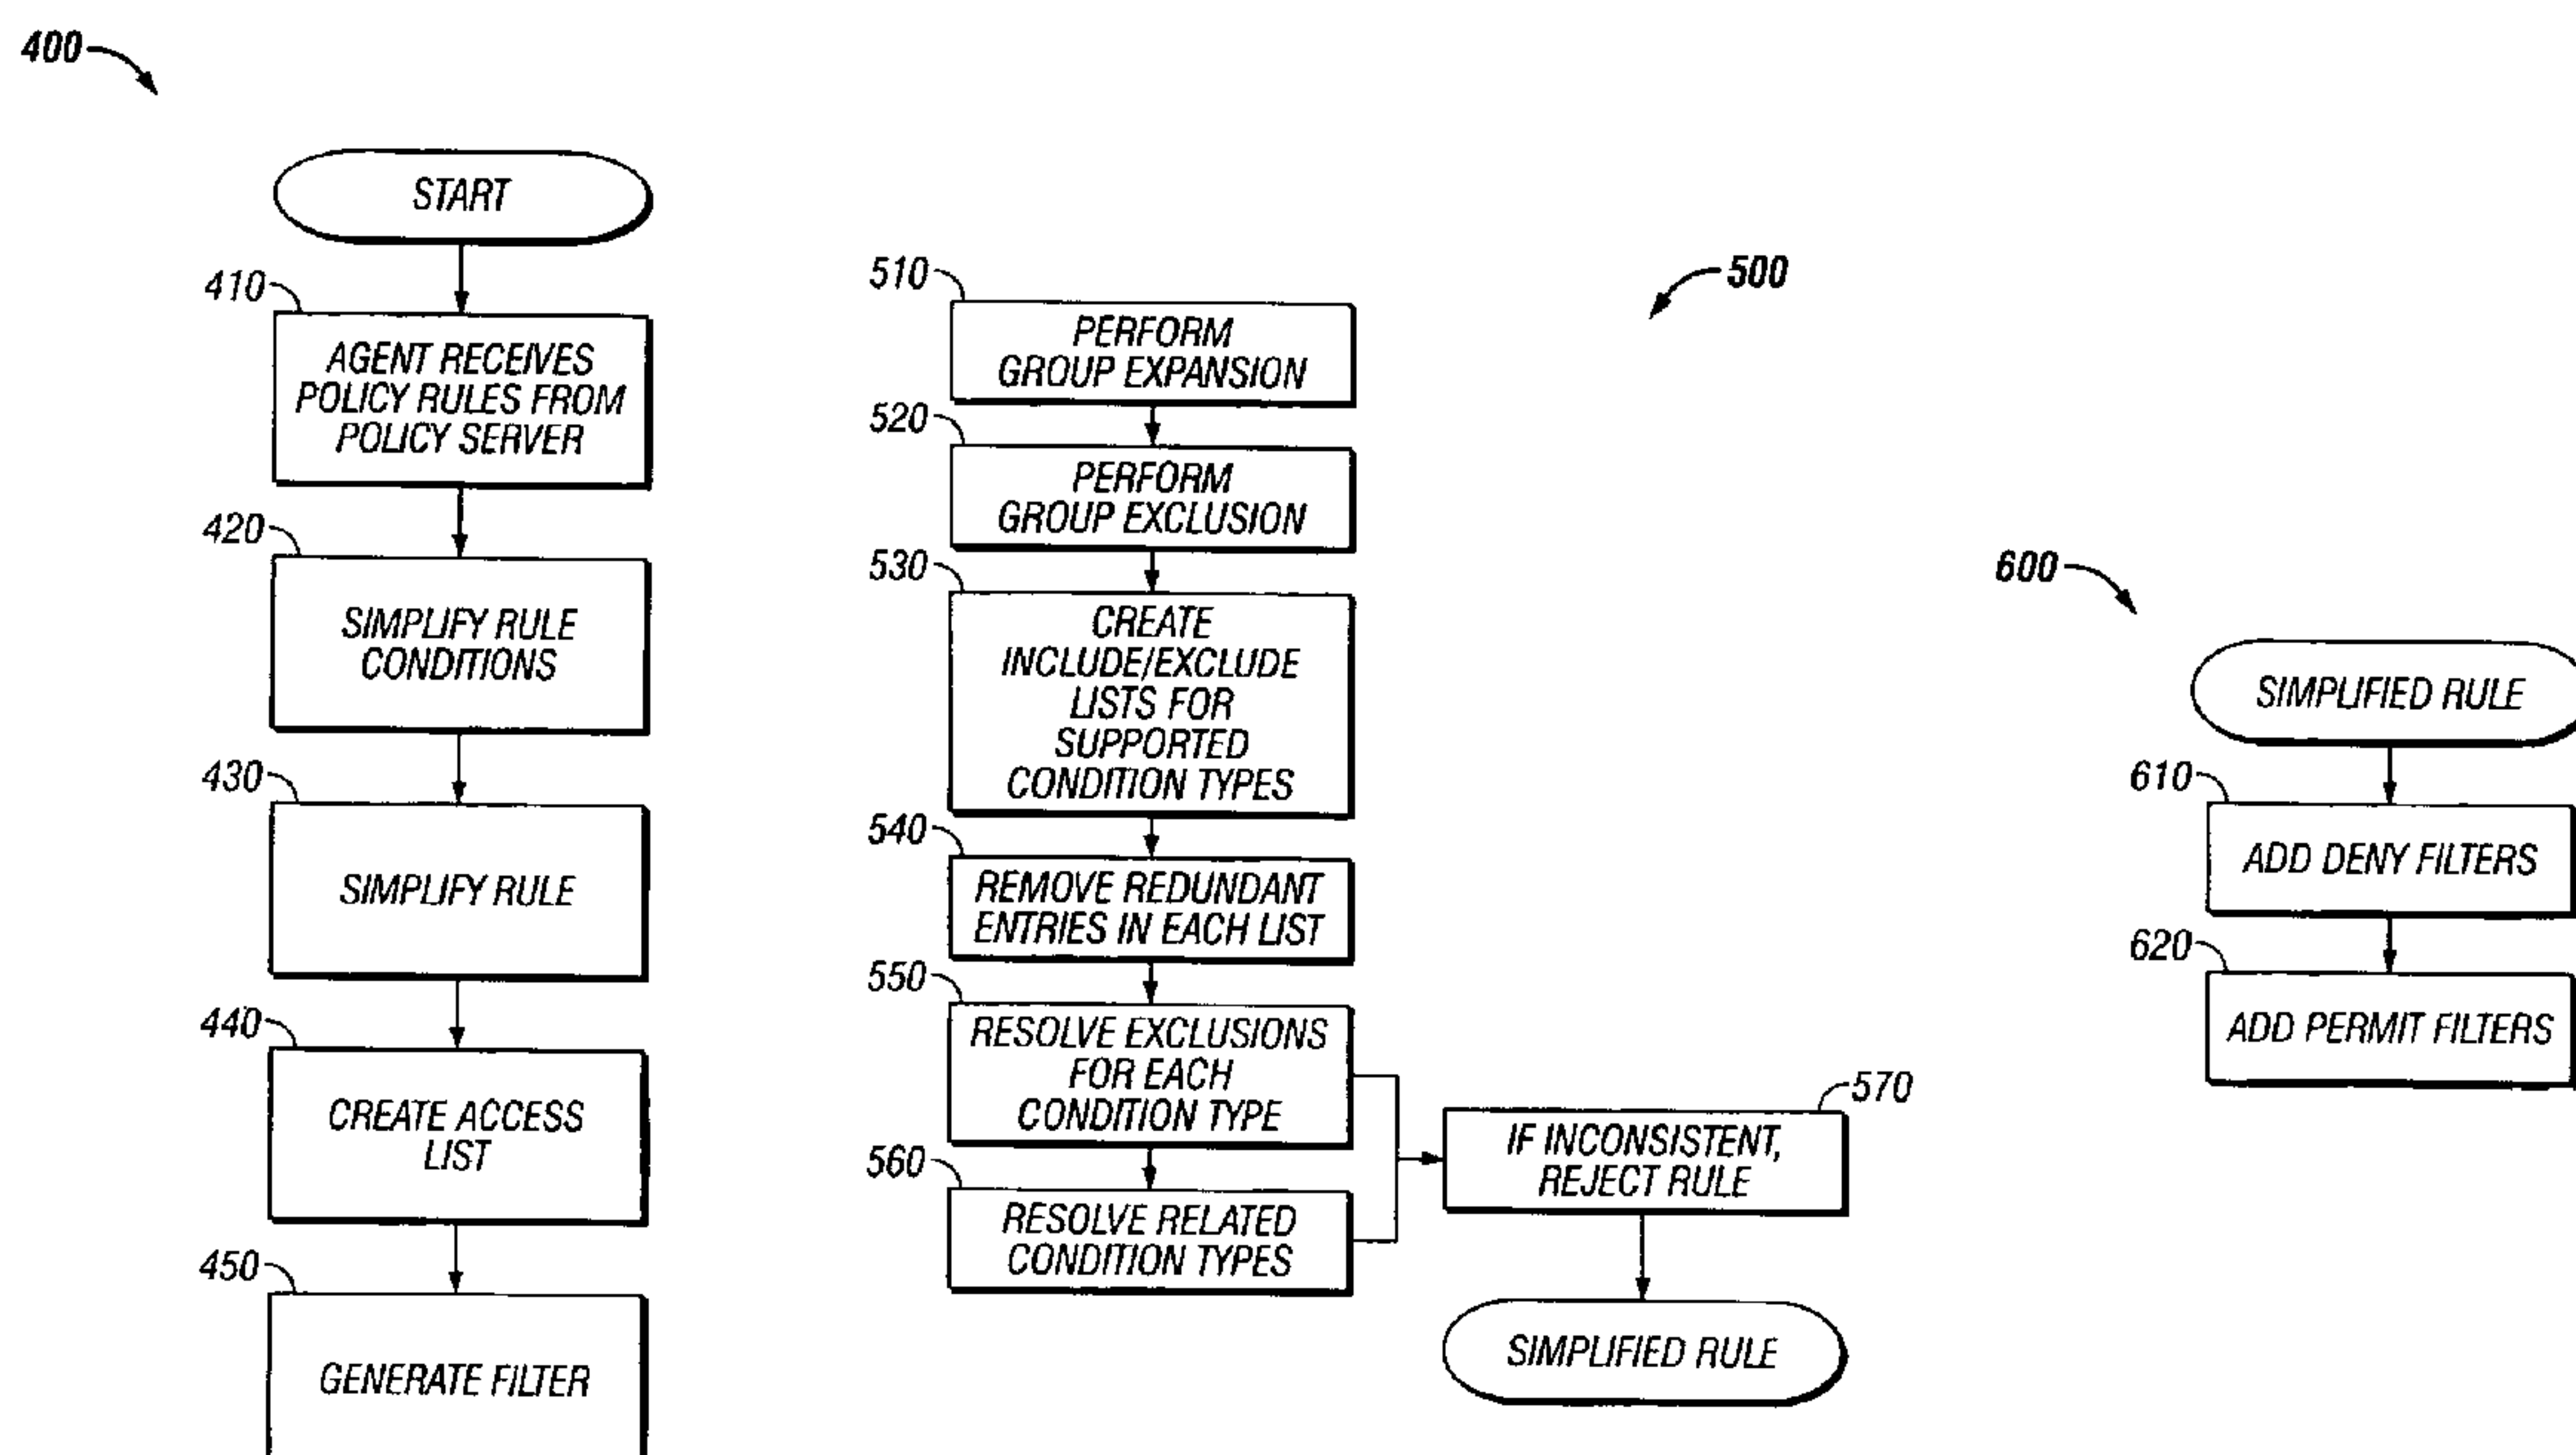 400
START
410
AGENT RECEIVES
POLICY RULES FROM
POLICY SERVER
420
SIMPLIFY RULE
CONDITIONS
430
SIMPLIFY RULE
440
CREATE ACCESS
LIST
450
GENERATE FILTER
500
510
PERFORM
GROUP EXPANSION
520
PERFORM
GROUP EXCLUSION
530
CREATE
INCLUDE/EXCLUDE
LISTS FOR
SUPPORTED
CONDITION TYPES
540
REMOVE REDUNDANT
ENTRIES IN EACH LIST
550
RESOLVE EXCLUSIONS
FOR EACH
CONDITION TYPE
560
RESOLVE RELATED
CONDITION TYPES
570
IF INCONSISTENT,
REJECT RULE
SIMPLIFIED RULE
600
SIMPLIFIED RULE
610
ADD DENY FILTERS
620
ADD PERMIT FILTERS